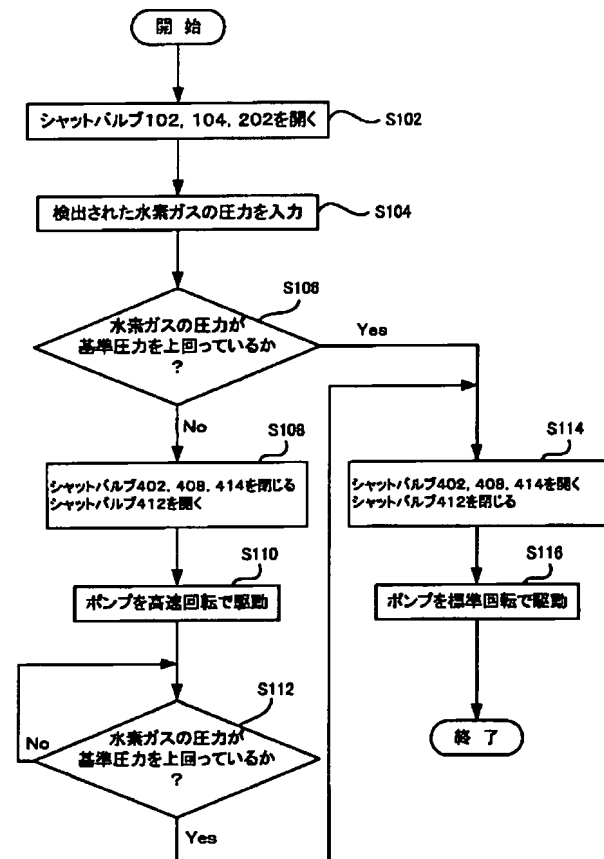 開 始
シャットバルブ102, 104, 202を開く
S102
検出された水素ガスの圧力を入力
S104
S106
水素ガスの圧力が
基準圧力を上回っているか
?
Yes
No
S108
シャットバルブ402, 408, 414を閉じる
シャットバルブ412を開く
S114
シャットバルブ402, 408, 414を開く
シャットバルブ412を閉じる
S110
ポンプを高速回転で駆動
S116
ポンプを標準回転で駆動
S112
水素ガスの圧力が
基準圧力を上回っているか
?
No
Yes
終 了